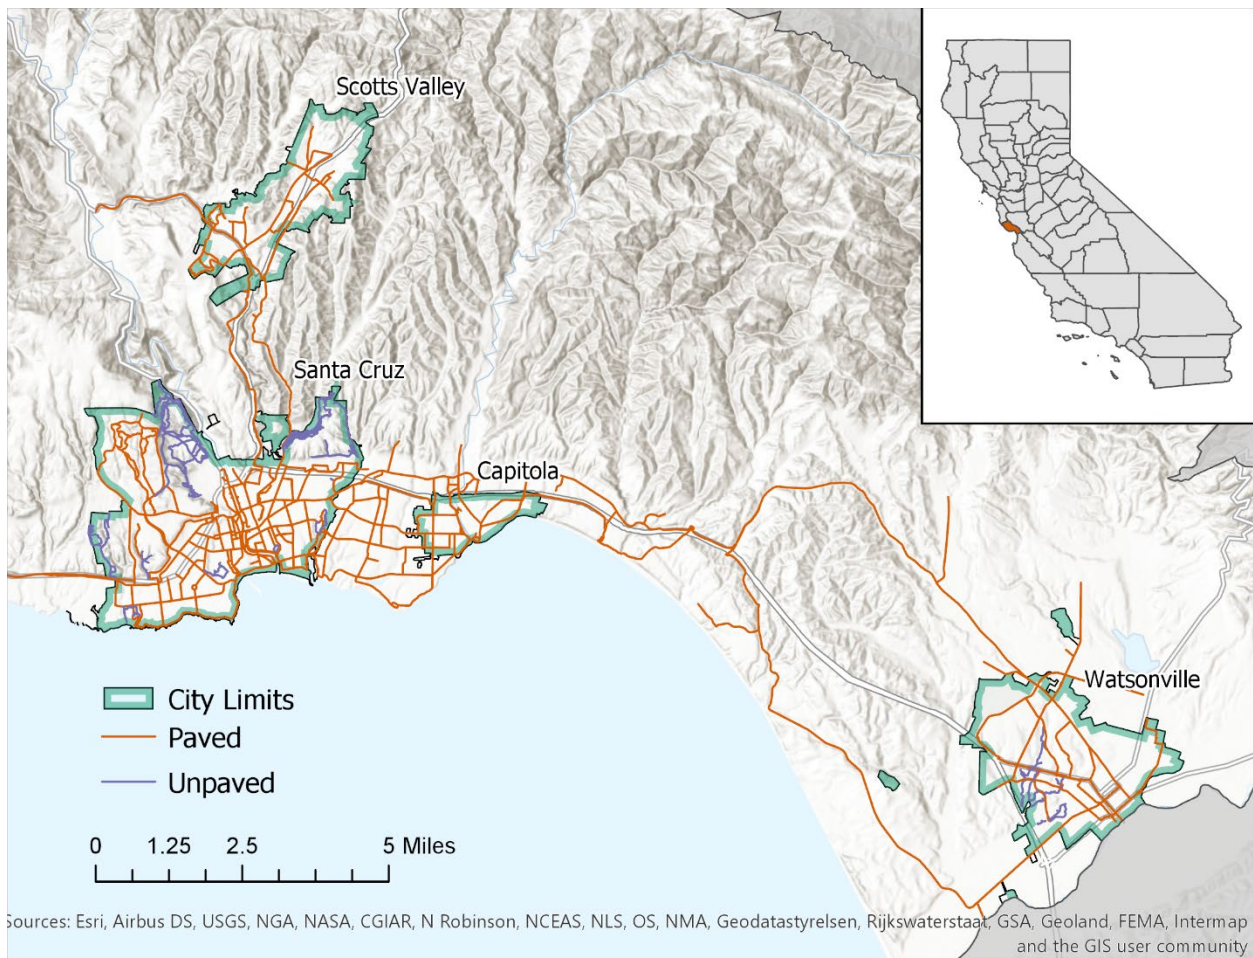 Scotts Valley
Santa Cruz
Capitola
Watsonville
City Limits
Paved
Unpaved
0 1.25 2.5 5 Miles
Sources: Esri, Airbus DS, USGS, NGA, NASA, CGIAR, N Robinson, NCEAS, NLS, OS, NMA, Geodatastyrelsen, Rijkswaterstaat, GSA, Geoland, FEMA, Intermap
and the GIS user community